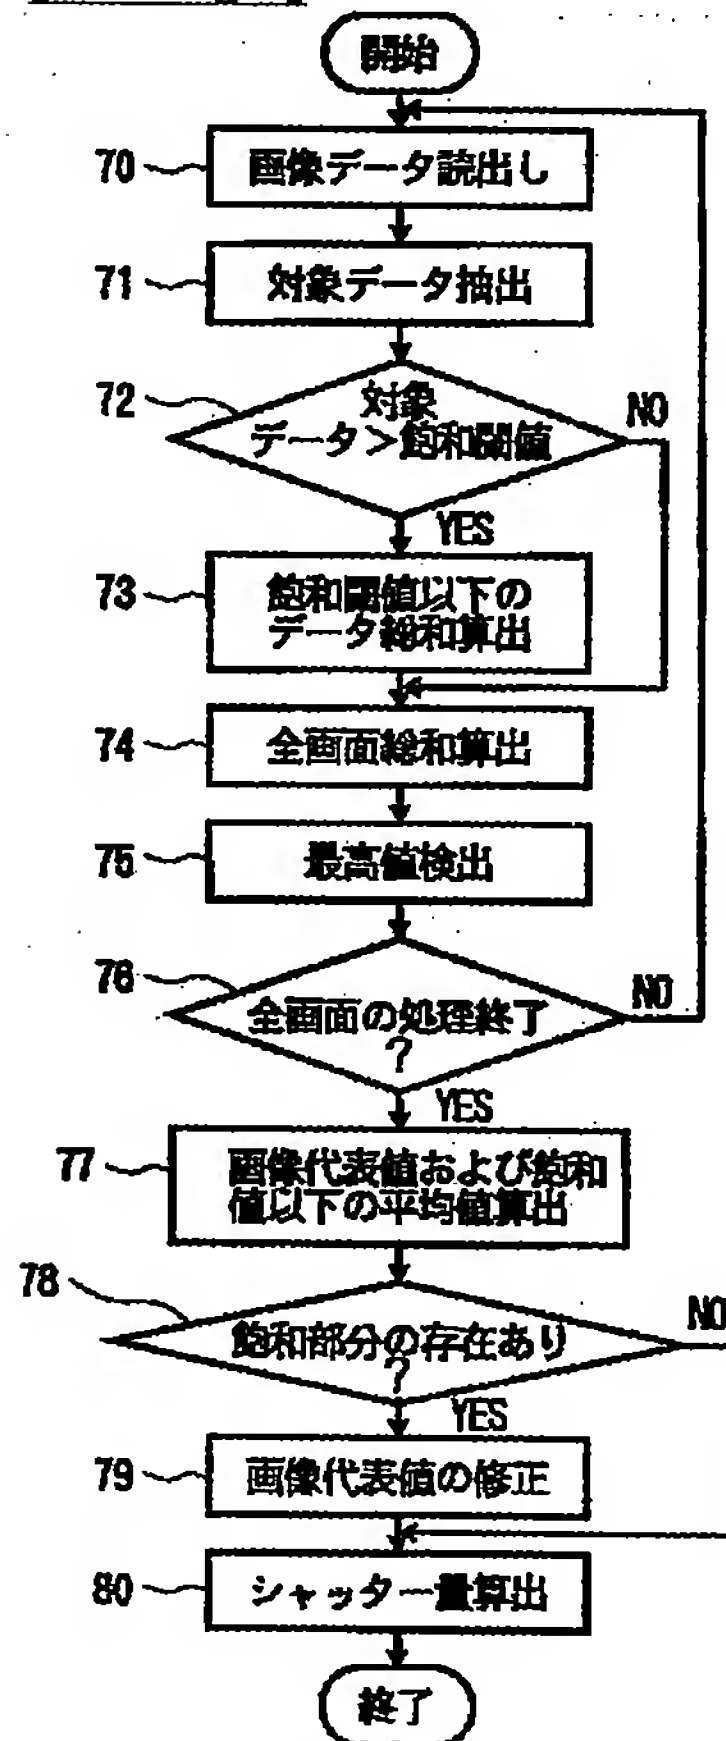 開始
70 画像データ読出し
71 対象データ抽出
72 対象
データ＞飽和閾値
NO
YES
73 飽和閾値以下の
データ総和算出
74 全画面総和算出
75 最高値検出
76 全画面の処理終了
？
NO
YES
77 画像代表値および飽和
値以下の平均値算出
78 飽和部分の存在あり
？
NO
YES
79 画像代表値の修正
80 シャッター量算出
終了